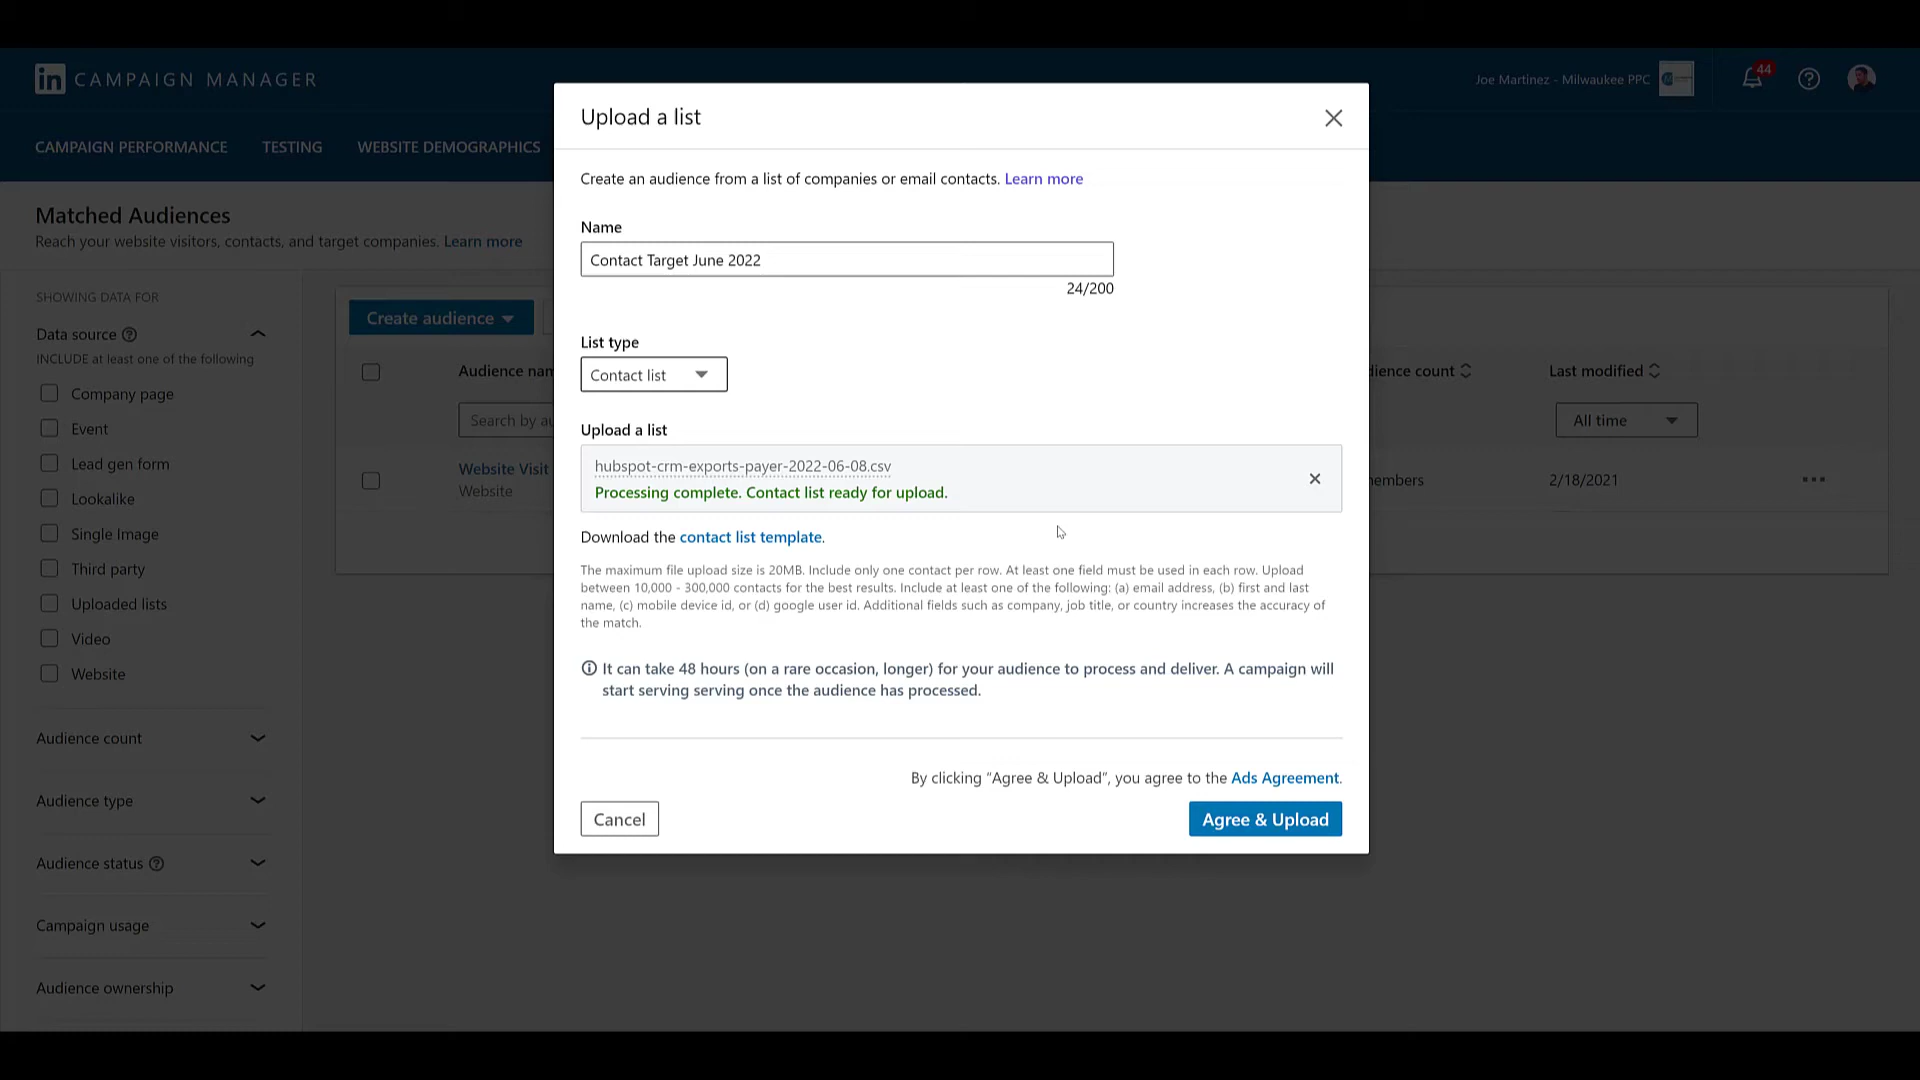 in CAMPAIGN MANAGER
Joe Martinez - Milwaukee PPC
44
CAMPAIGN PERFORMANCE TESTING WEBSITE DEMOGRAPHICS
Matched Audiences
Reach your website visitors, contacts, and target companies. Learn more
SHOWING DATA FOR
Data source
INCLUDE at least one of the following
Company page
Event
Lead gen form
Lookalike
Single Image
Third party
Uploaded lists
Video
Website
Audience count
Audience type
Audience status
Campaign usage
Audience ownership
Create audience
Audience nam
Search by au
Website Visit
Website
dience count
Last modified
All time
embers
2/18/2021
Upload a list
Create an audience from a list of companies or email contacts. Learn more
Name
Contact Target June 2022
24/200
List type
Contact list
Upload a list
hubspot-crm-exports-payer-2022-06-08.csv
Processing complete. Contact list ready for upload.
Download the contact list template.
The maximum file upload size is 20MB. Include only one contact per row. At least one field must be used in each row. Upload
between 10,000 - 300,000 contacts for the best results. Include at least one of the following: (a) email address, (b) first and last
name, (c) mobile device id, or (d) google user id. Additional fields such as company, job title, or country increases the accuracy of
the match.
It can take 48 hours (on a rare occasion, longer) for your audience to process and deliver. A campaign will
start serving serving once the audience has processed.
By clicking “Agree & Upload”, you agree to the Ads Agreement.
Cancel
Agree & Upload